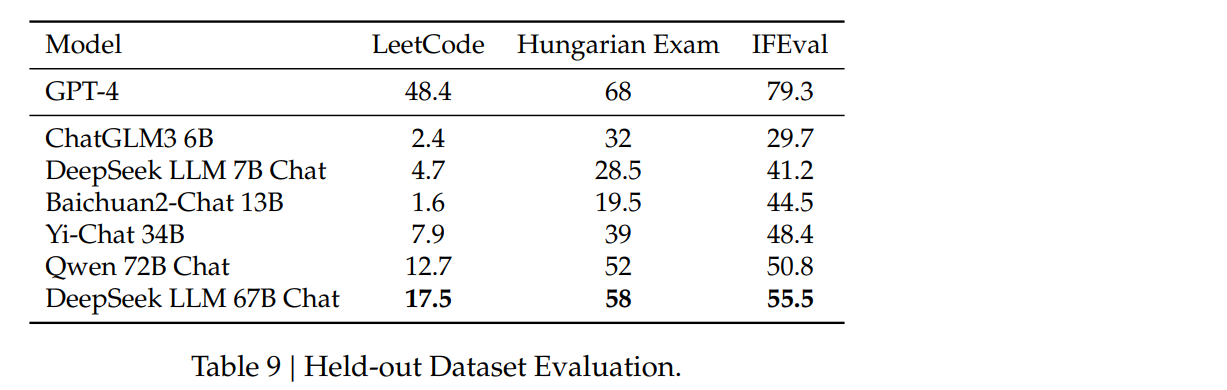 Model LeetCode Hungarian Exam IFEval
GPT-4 48.4 68 79.3
ChatGLM3 6B 2.4 32 29.7
DeepSeek LLM 7B Chat 4.7 28.5 41.2
Baichuan2-Chat 13B 1.6 19.5 44.5
Yi-Chat 34B 7.9 39 48.4
Qwen 72B Chat 12.7 52 50.8
DeepSeek LLM 67B Chat 17.5 58 55.5
Table 9 | Held-out Dataset Evaluation.